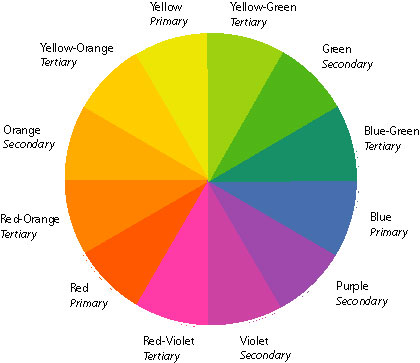 Yellow
Primary
Yellow-Green
Tertiary
Green
Secondary
Blue-Green
Tertiary
Blue
Primary
Purple
Secondary
Violet
Secondary
Red-Violet
Tertiary
Red
Primary
Red-Orange
Tertiary
Orange
Secondary
Yellow-Orange
Tertiary